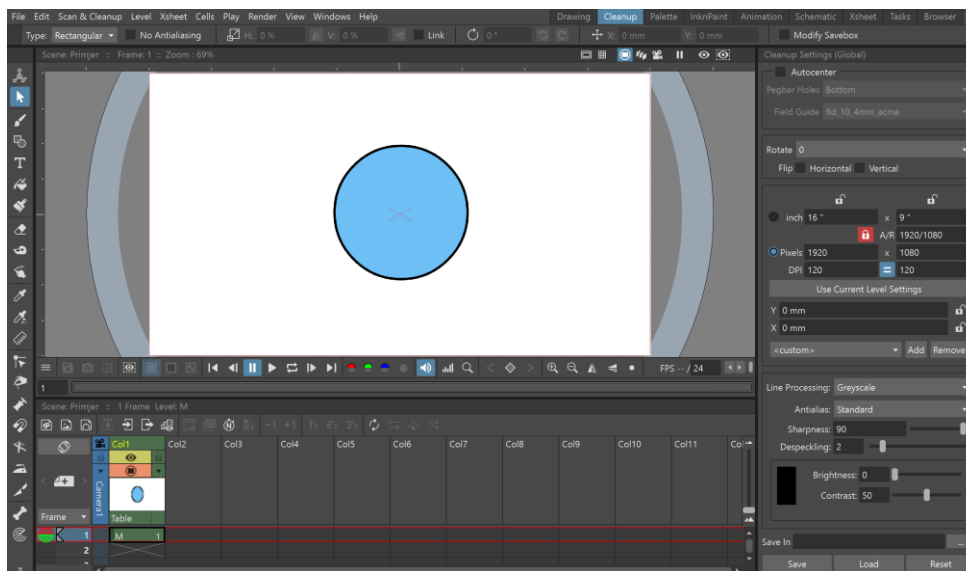 File Edit Scan & Cleanup Level Xsheet Cells Play Render View Windows Help Drawing Cleanup Palette InknPaint Animation Schematic Xsheet Tasks Browser
Type: Rectangular No Antialiasing H: 0 % V: 0 % Link 0 ° X: 0 mm Y: 0 mm Modify Savebox
Scene: Primjer :: Frame: 1 :: Zoom : 69%
Cleanup Settings (Global)
Autocenter
Pegbar Holes Bottom
Field Guide fld_10_4mm_acme
Rotate 0
Flip Horizontal Vertical
inch 16 " x 9 "
A/R 1920/1080
Pixels 1920 x 1080
DPI 120 = 120
Use Current Level Settings
Y 0 mm
X 0 mm
<custom> Add Remove
FPS -- / 24
1
Line Processing: Greyscale
Antialias: Standard
Sharpness: 90
Despeckling: 2
Brightness: 0
Contrast: 50
Save In ...
Save Load Reset
Scene: Primjer :: 1 Frame Level: M
-1 +1 1s 2s 3s
Col1 Col2 Col3 Col4 Col5 Col6 Col7 Col8 Col9 Col10 Col11 Co
Camera1
Frame Table
1 M 1
2